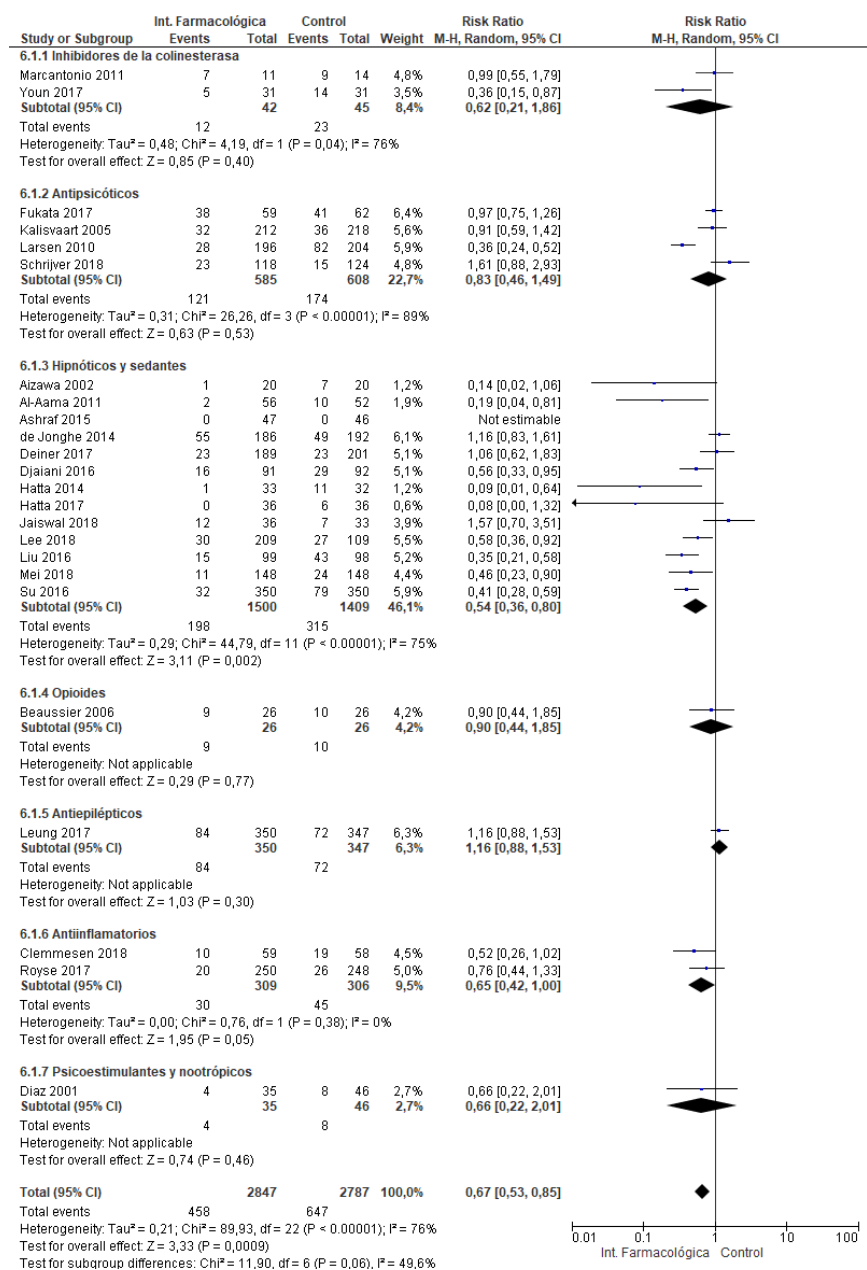 Int. Farmacológica Control Risk Ratio Risk Ratio
Study or Subgroup Events Total Events Total Weight M-H, Random, 95% CI M-H, Random, 95% CI
6.1.1 Inhibidores de la colinesterasa
Marcantonio 2011 7 11 9 14 4,8% 0,99 [0,55, 1,79]
Youn 2017 5 31 14 31 3,5% 0,36 [0,15, 0,87]
Subtotal (95% CI) 42 45 8,4% 0,62 [0,21, 1,86]
Total events 12 23
Heterogeneity: Tau² = 0,48; Chi² = 4,19, df = 1 (P = 0,04); I² = 76%
Test for overall effect: Z = 0,85 (P = 0,40)
6.1.2 Antipsicóticos
Fukata 2017 38 59 41 62 6,4% 0,97 [0,75, 1,26]
Kalisvaart 2005 32 212 36 218 5,6% 0,91 [0,59, 1,42]
Larsen 2010 28 196 82 204 5,9% 0,36 [0,24, 0,52]
Schrijver 2018 23 118 15 124 4,8% 1,61 [0,88, 2,93]
Subtotal (95% CI) 585 608 22,7% 0,83 [0,46, 1,49]
Total events 121 174
Heterogeneity: Tau² = 0,31; Chi² = 26,26, df = 3 (P < 0.00001); I² = 89%
Test for overall effect: Z = 0,63 (P = 0,53)
6.1.3 Hipnóticos y sedantes
Aizawa 2002 1 20 7 20 1,2% 0,14 [0,02, 1,06]
Al-Aama 2011 2 56 10 52 1,9% 0,19 [0,04, 0,81]
Ashraf 2015 0 47 0 46 Not estimable
de Jonghe 2014 55 186 49 192 6,1% 1,16 [0,83, 1,61]
Deiner 2017 23 189 23 201 5,1% 1,06 [0,62, 1,83]
Djaiani 2016 16 91 29 92 5,1% 0,56 [0,33, 0,95]
Hatta 2014 1 33 11 32 1,2% 0,09 [0,01, 0,64]
Hatta 2017 0 36 6 36 0,6% 0,08 [0,00, 1,32]
Jaiswal 2018 12 36 7 33 3,9% 1,57 [0,70, 3,51]
Lee 2018 30 209 27 109 5,4% 0,58 [0,36, 0,92]
Liu 2016 15 99 43 98 5,2% 0,35 [0,21, 0,58]
Mei 2018 11 148 24 148 4,4% 0,46 [0,23, 0,90]
Su 2016 32 350 79 350 5,9% 0,41 [0,28, 0,59]
Subtotal (95% CI) 1500 1409 46,1% 0,54 [0,36, 0,80]
Total events 198 315
Heterogeneity: Tau² = 0,29; Chi² = 44,79, df = 11 (P < 0.00001); I² = 75%
Test for overall effect: Z = 3,11 (P = 0,002)
6.1.4 Opioides
Beaussier 2006 9 26 10 26 4,2% 0,90 [0,44, 1,85]
Subtotal (95% CI) 26 26 4,2% 0,90 [0,44, 1,85]
Total events 9 10
Heterogeneity: Not applicable
Test for overall effect: Z = 0,29 (P = 0,77)
6.1.5 Antiepilépticos
Leung 2017 84 350 72 347 6,3% 1,16 [0,88, 1,53]
Subtotal (95% CI) 350 347 6,3% 1,16 [0,88, 1,53]
Total events 84 72
Heterogeneity: Not applicable
Test for overall effect: Z = 1,03 (P = 0,30)
6.1.6 Antiinflamatorios
Clemmesen 2018 10 59 19 58 4,5% 0,52 [0,26, 1,02]
Royse 2017 20 250 26 248 5,0% 0,76 [0,44, 1,33]
Subtotal (95% CI) 309 306 9,5% 0,65 [0,42, 1,00]
Total events 30 45
Heterogeneity: Tau² = 0,00; Chi² = 0,76, df = 1 (P = 0,38); I² = 0%
Test for overall effect: Z = 1,95 (P = 0,05)
6.1.7 Psicoestimulantes y nootrópicos
Diaz 2001 4 35 8 46 2,7% 0,66 [0,22, 2,01]
Subtotal (95% CI) 35 46 2,7% 0,66 [0,22, 2,01]
Total events 4 8
Heterogeneity: Not applicable
Test for overall effect: Z = 0,74 (P = 0,46)
Total (95% CI) 2847 2787 100,0% 0,67 [0,53, 0,85]
Total events 458 647
Heterogeneity: Tau² = 0,21; Chi² = 89,93, df = 22 (P < 0.00001); I² = 76%
Test for overall effect: Z = 3,33 (P = 0,0009)
Test for subgroup differences: Chi² = 11,90, df = 6 (P = 0,06), I² = 49,6%
0.01 0.1 1 10 100
Int. Farmacológica Control